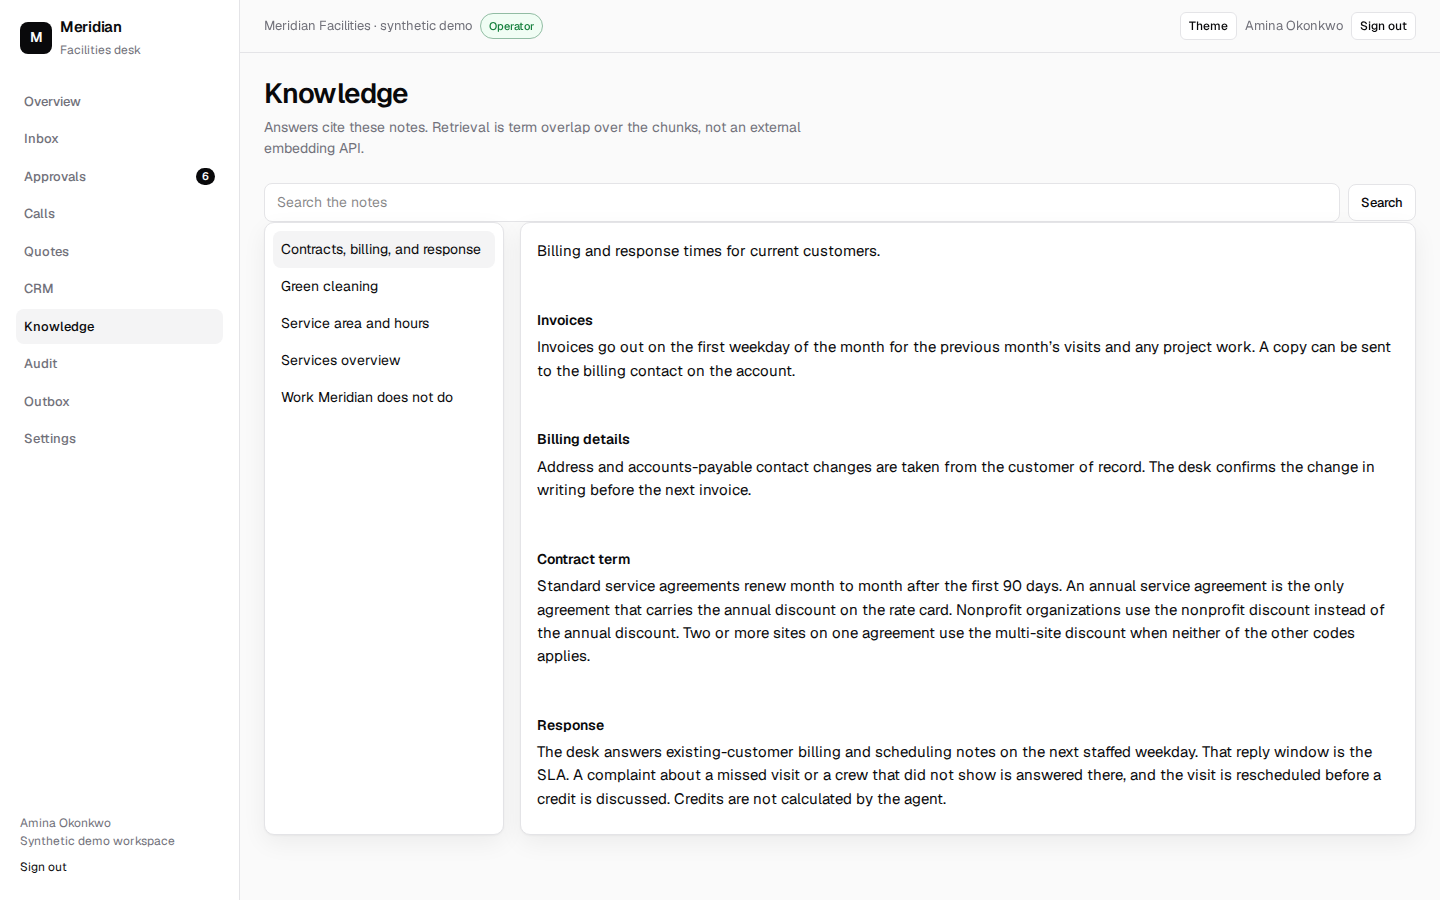 M
Meridian
Facilities desk
Overview
Inbox
Approvals
6
Calls
Quotes
CRM
Knowledge
Audit
Outbox
Settings
Amina Okonkwo
Synthetic demo workspace
Sign out
Meridian Facilities · synthetic demo
Operator
Theme
Amina Okonkwo
Sign out
Knowledge
Answers cite these notes. Retrieval is term overlap over the chunks, not an external
embedding API.
Search the notes
Search
Contracts, billing, and response
Green cleaning
Service area and hours
Services overview
Work Meridian does not do
Billing and response times for current customers.
Invoices
Invoices go out on the first weekday of the month for the previous month’s visits and any project work. A copy can be sent
to the billing contact on the account.
Billing details
Address and accounts-payable contact changes are taken from the customer of record. The desk confirms the change in
writing before the next invoice.
Contract term
Standard service agreements renew month to month after the first 90 days. An annual service agreement is the only
agreement that carries the annual discount on the rate card. Nonprofit organizations use the nonprofit discount instead of
the annual discount. Two or more sites on one agreement use the multi-site discount when neither of the other codes
applies.
Response
The desk answers existing-customer billing and scheduling notes on the next staffed weekday. That reply window is the
SLA. A complaint about a missed visit or a crew that did not show is answered there, and the visit is rescheduled before a
credit is discussed. Credits are not calculated by the agent.